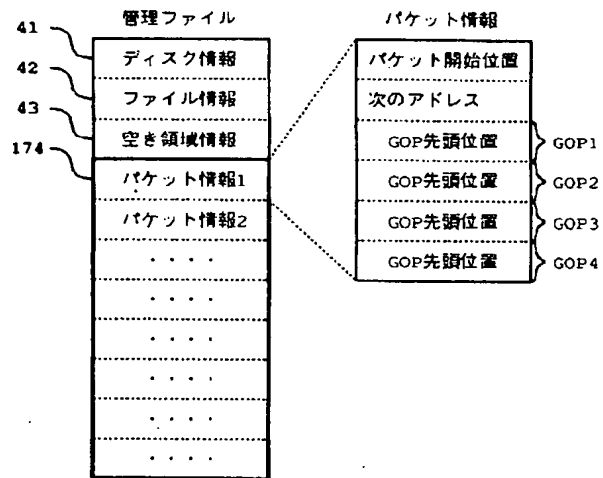 管理ファイル
41
ディスク情報
42
ファイル情報
43
空き領域情報
174
パケット情報1
パケット情報2
・・・・
・・・・
・・・・
・・・・
・・・・
・・・・
パケット情報
パケット開始位置
次のアドレス
GOP先頭位置
GOP1
GOP先頭位置
GOP2
GOP先頭位置
GOP3
GOP先頭位置
GOP4